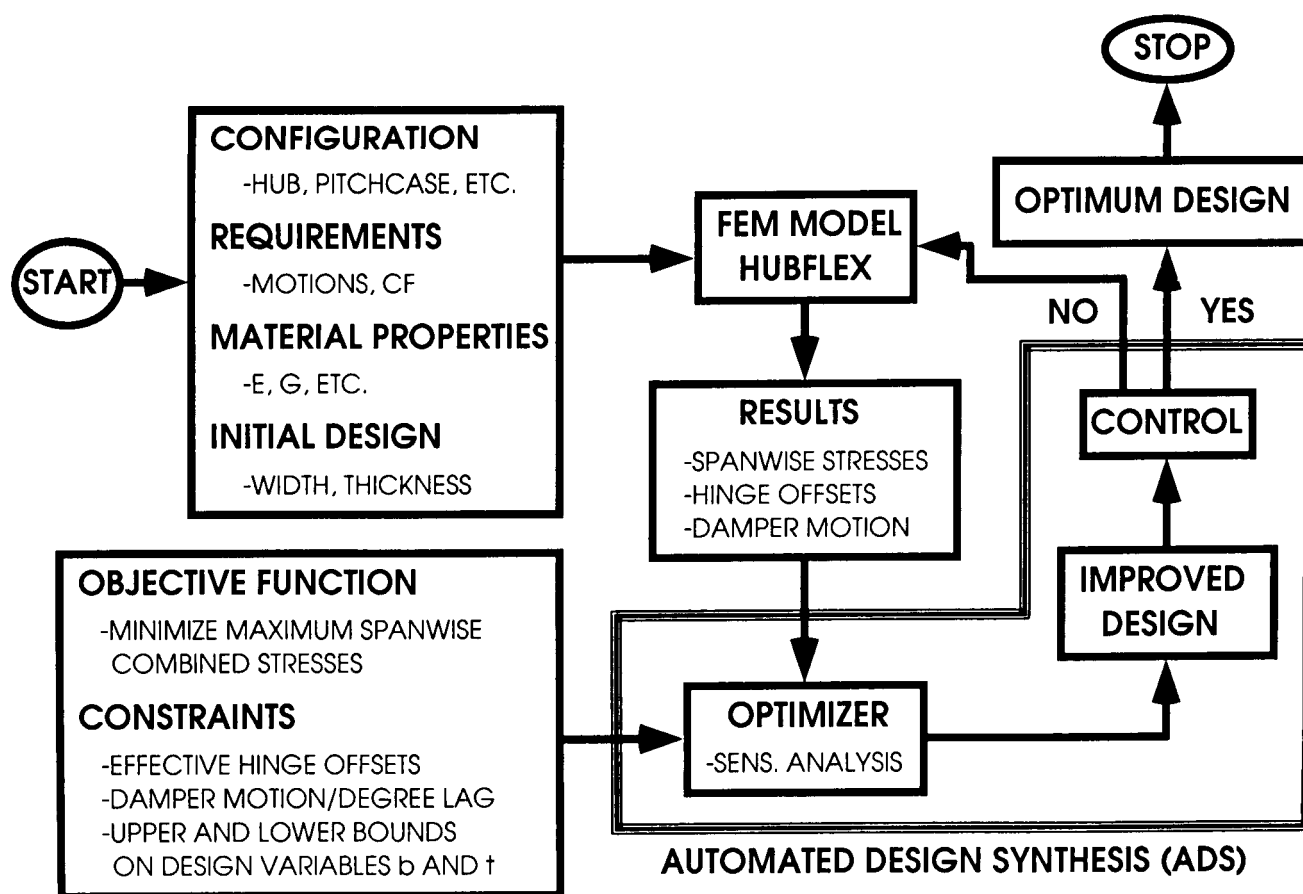 START
CONFIGURATION
-HUB, PITCHCASE, ETC.
REQUIREMENTS
-MOTIONS, CF
MATERIAL PROPERTIES
-E, G, ETC.
INITIAL DESIGN
-WIDTH, THICKNESS
OBJECTIVE FUNCTION
-MINIMIZE MAXIMUM SPANWISE
COMBINED STRESSES
CONSTRAINTS
-EFFECTIVE HINGE OFFSETS
-DAMPER MOTION/DEGREE LAG
-UPPER AND LOWER BOUNDS
ON DESIGN VARIABLES b AND t
FEM MODEL
HUBFLEX
RESULTS
-SPANWISE STRESSES
-HINGE OFFSETS
-DAMPER MOTION
OPTIMIZER
-SENS. ANALYSIS
IMPROVED
DESIGN
CONTROL
NO
YES
OPTIMUM DESIGN
STOP
AUTOMATED DESIGN SYNTHESIS (ADS)